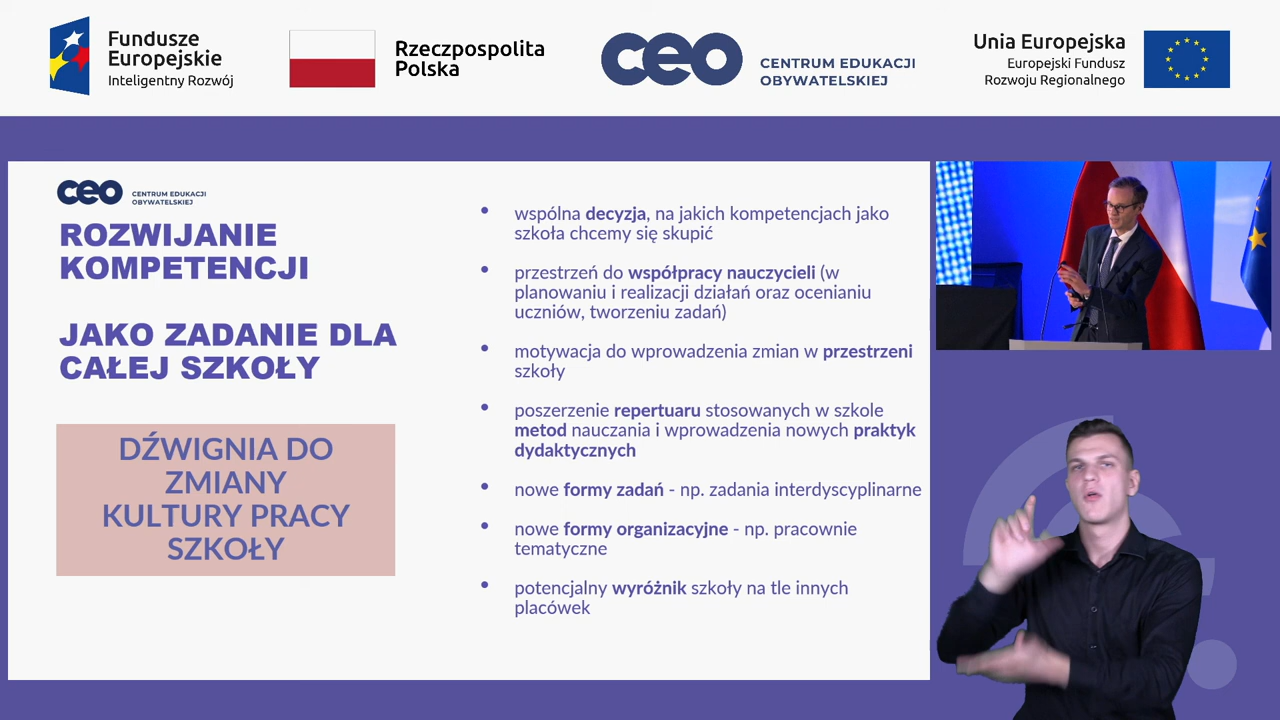 Fundusze
Europejskie
Inteligentny Rozwój
Rzeczpospolita
Polska
ceo
CENTRUM EDUKACJI
OBYWATELSKIEJ
Unia Europejska
Europejski Fundusz
Rozwoju Regionalnego
ceo
CENTRUM EDUKACJI
OBYWATELSKIEJ
ROZWIJANIE
KOMPETENCJI
JAKO ZADANIE DLA
CAŁEJ SZKOŁY
DŹWIGNIA DO
ZMIANY
KULTURY PRACY
SZKOŁY
• wspólna decyzja, na jakich kompetencjach jako
szkoła chcemy się skupić
• przestrzeń do współpracy nauczycieli (w
planowaniu i realizacji działań oraz ocenianiu
uczniów, tworzeniu zadań)
• motywacja do wprowadzenia zmian w przestrzeni
szkoły
• poszerzenie repertuaru stosowanych w szkole
metod nauczania i wprowadzenia nowych praktyk
dydaktycznych
• nowe formy zadań - np. zadania interdyscyplinarne
• nowe formy organizacyjne - np. pracownie
tematyczne
• potencjalny wyróżnik szkoły na tle innych
placówek